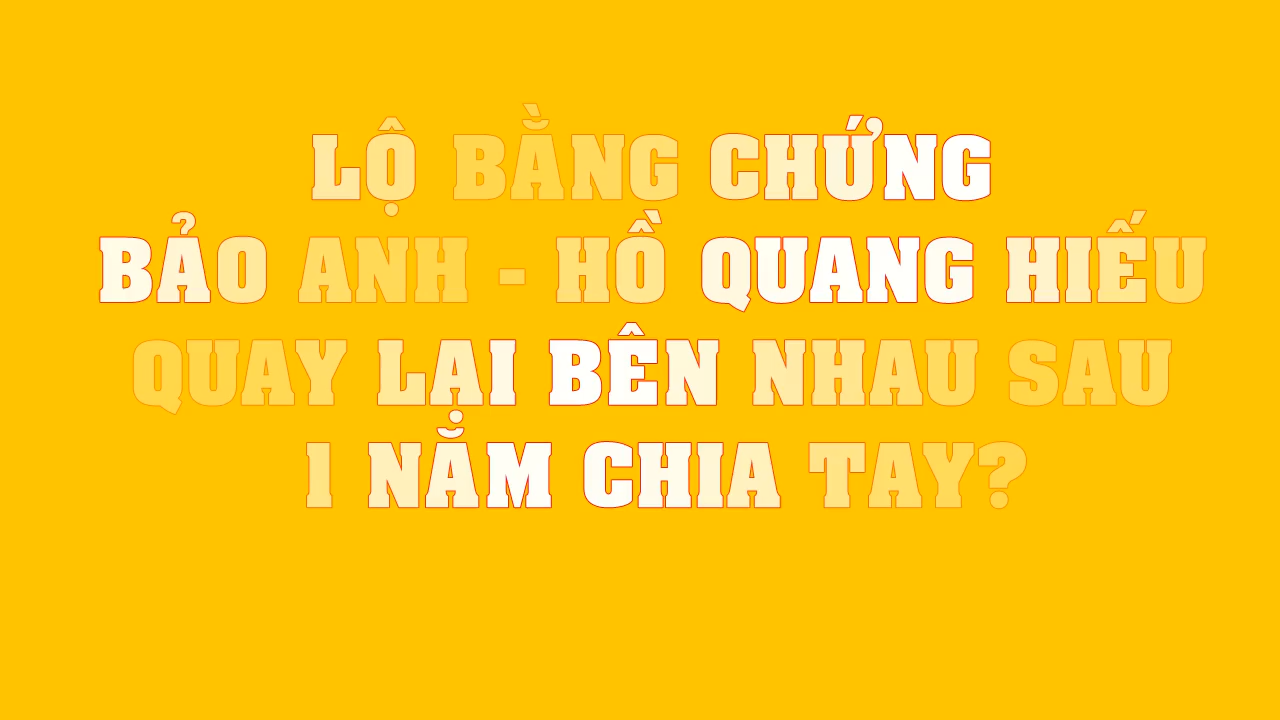 LỘ BẰNG CHỨNG
BẢO ANH - HỒ QUANG HIẾU
QUAY LẠI BÊN NHAU SAU
1 NĂM CHIA TAY?